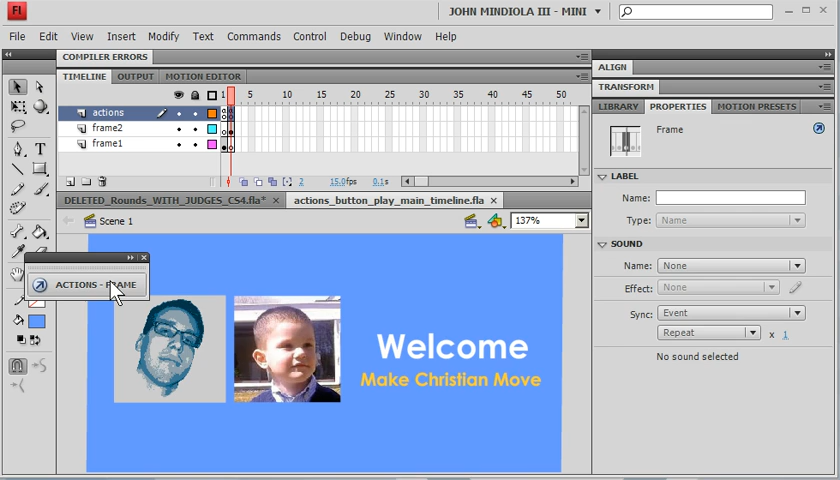 Fl
JOHN MINDIOLA III - MINI
File Edit View Insert Modify Text Commands Control Debug Window Help
COMPILER ERRORS
TIMELINE OUTPUT MOTION EDITOR
1 5 10 15 20 25 30 35 40 45 50
actions
frame2
frame1
2 15.0fps 0.1s
DELETED_Rounds_WITH_JUDGES_CS4.fla* actions_button_play_main_timeline.fla
Scene 1 137%
ACTIONS - FRAME
Welcome
Make Christian Move
ALIGN
TRANSFORM
LIBRARY PROPERTIES MOTION PRESETS
Frame
LABEL
Name:
Type: Name
SOUND
Name: None
Effect: None
Sync: Event
Repeat x 1
No sound selected